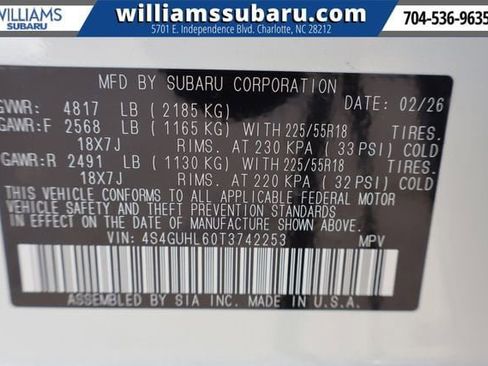 WILLIAMS
SUBARU
williamssubaru.com
5701 E. Independence Blvd. Charlotte, NC 28212
704-536-9635
MFD BY SUBARU CORPORATION
GVWR: 4817 LB ( 2185 KG) DATE: 02/26
GAWR:F 2568 LB ( 1165 KG) WITH 225/55R18 TIRES.
18X7J RIMS. AT 230 KPA ( 33 PSI) COLD
GAWR:R 2491 LB ( 1130 KG) WITH 225/55R18 TIRES.
18X7J RIMS. AT 220 KPA ( 32 PSI) COLD
THIS VEHICLE CONFORMS TO ALL APPLICABLE FEDERAL MOTOR
VEHICLE SAFETY AND THEFT PREVENTION STANDARDS
IN EFFECT ON THE DATE OF MANUFACTURE SHOWN ABOVE.
VIN: 4S4GUHL60T3742253 MPV
ASSEMBLED BY SIA INC. MADE IN U.S.A.